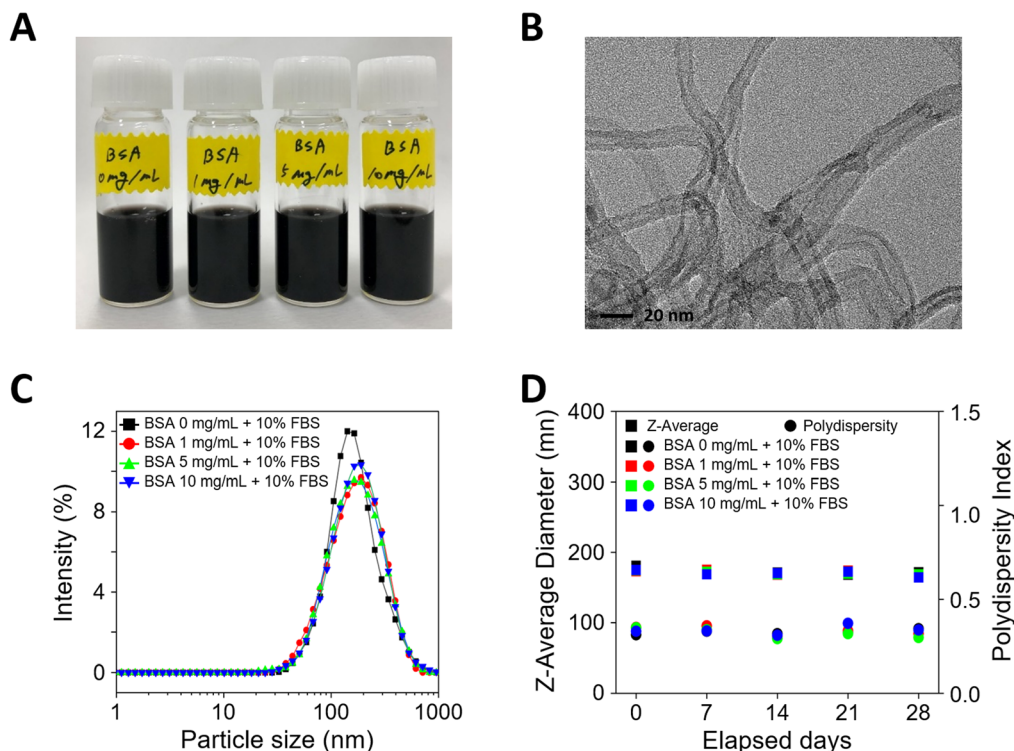 A
BSA
0mg/mL
BSA
1mg/mL
BSA
5mg/mL
BSA
10mg/mL
B
20 nm
C
BSA 0 mg/mL + 10% FBS
BSA 1 mg/mL + 10% FBS
BSA 5 mg/mL + 10% FBS
BSA 10 mg/mL + 10% FBS
12
8
4
0
Intensity (%)
1
10
100
1000
Particle size (nm)
D
Z-Average
Polydispersity
BSA 0 mg/mL + 10% FBS
BSA 1 mg/mL + 10% FBS
BSA 5 mg/mL + 10% FBS
BSA 10 mg/mL + 10% FBS
400
300
200
100
0
Z-Average Diameter (mn)
1.5
1.0
0.5
0.0
Polydispersity Index
0
7
14
21
28
Elapsed days